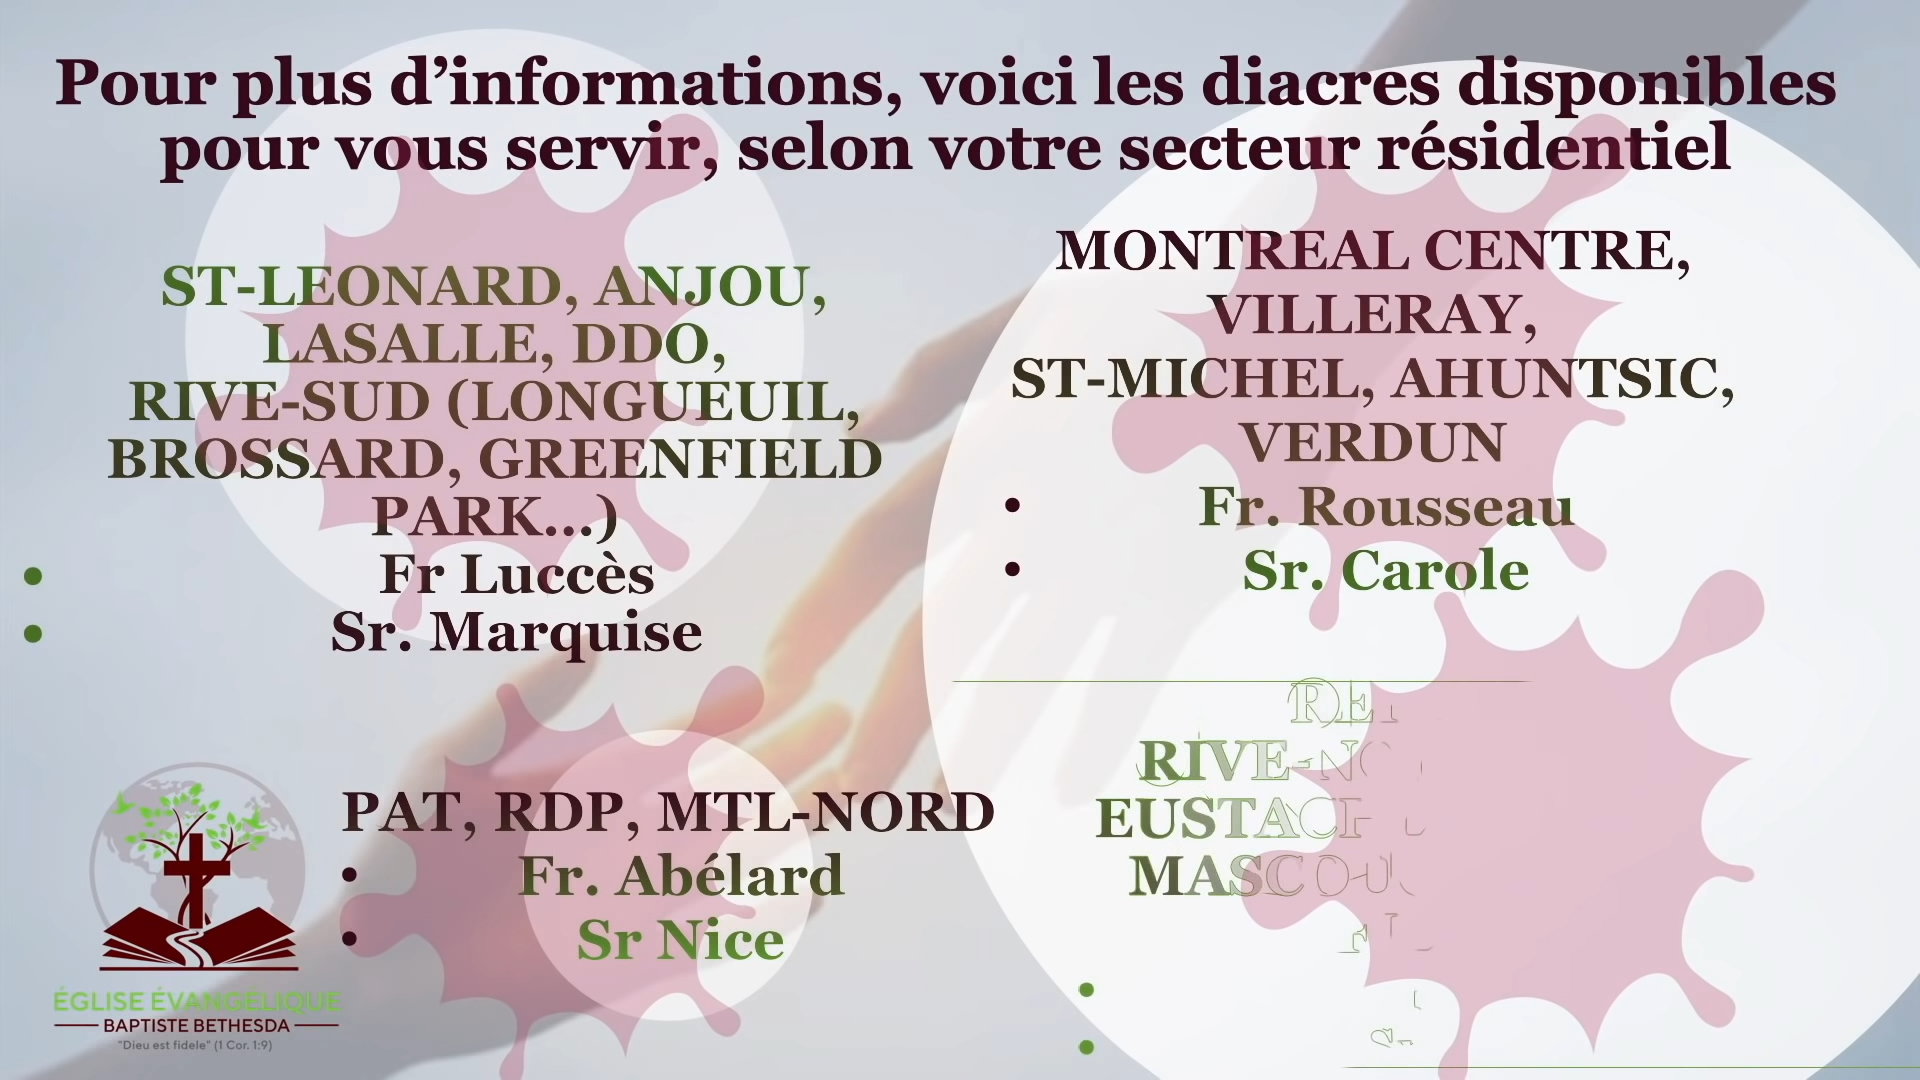 Pour plus d’informations, voici les diacres disponibles
pour vous servir, selon votre secteur résidentiel
ST-LEONARD, ANJOU,
LASALLE, DDO,
RIVE-SUD (LONGUEUIL,
BROSSARD, GREENFIELD
PARK...)
• Fr Luccès
• Sr. Marquise
MONTREAL CENTRE,
VILLERAY,
ST-MICHEL, AHUNTSIC,
VERDUN
• Fr. Rousseau
• Sr. Carole
PAT, RDP, MTL-NORD
• Fr. Abélard
• Sr Nice
ÉGLISE ÉVANGÉLIQUE
BAPTISTE BETHESDA
"Dieu est fidele" (1 Cor. 1:9)